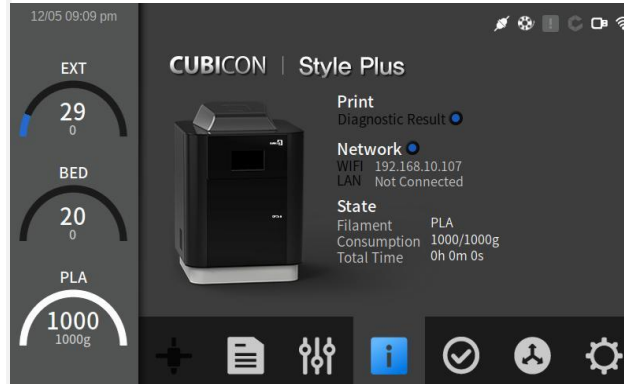 12/05 09:09 pm
EXT
29
0
BED
20
0
PLA
1000
1000g
CUBICON | Style Plus
Print
Diagnostic Result
Network
WIFI 192.168.10.107
LAN Not Connected
State
Filament PLA
Consumption 1000/1000g
Total Time 0h 0m 0s